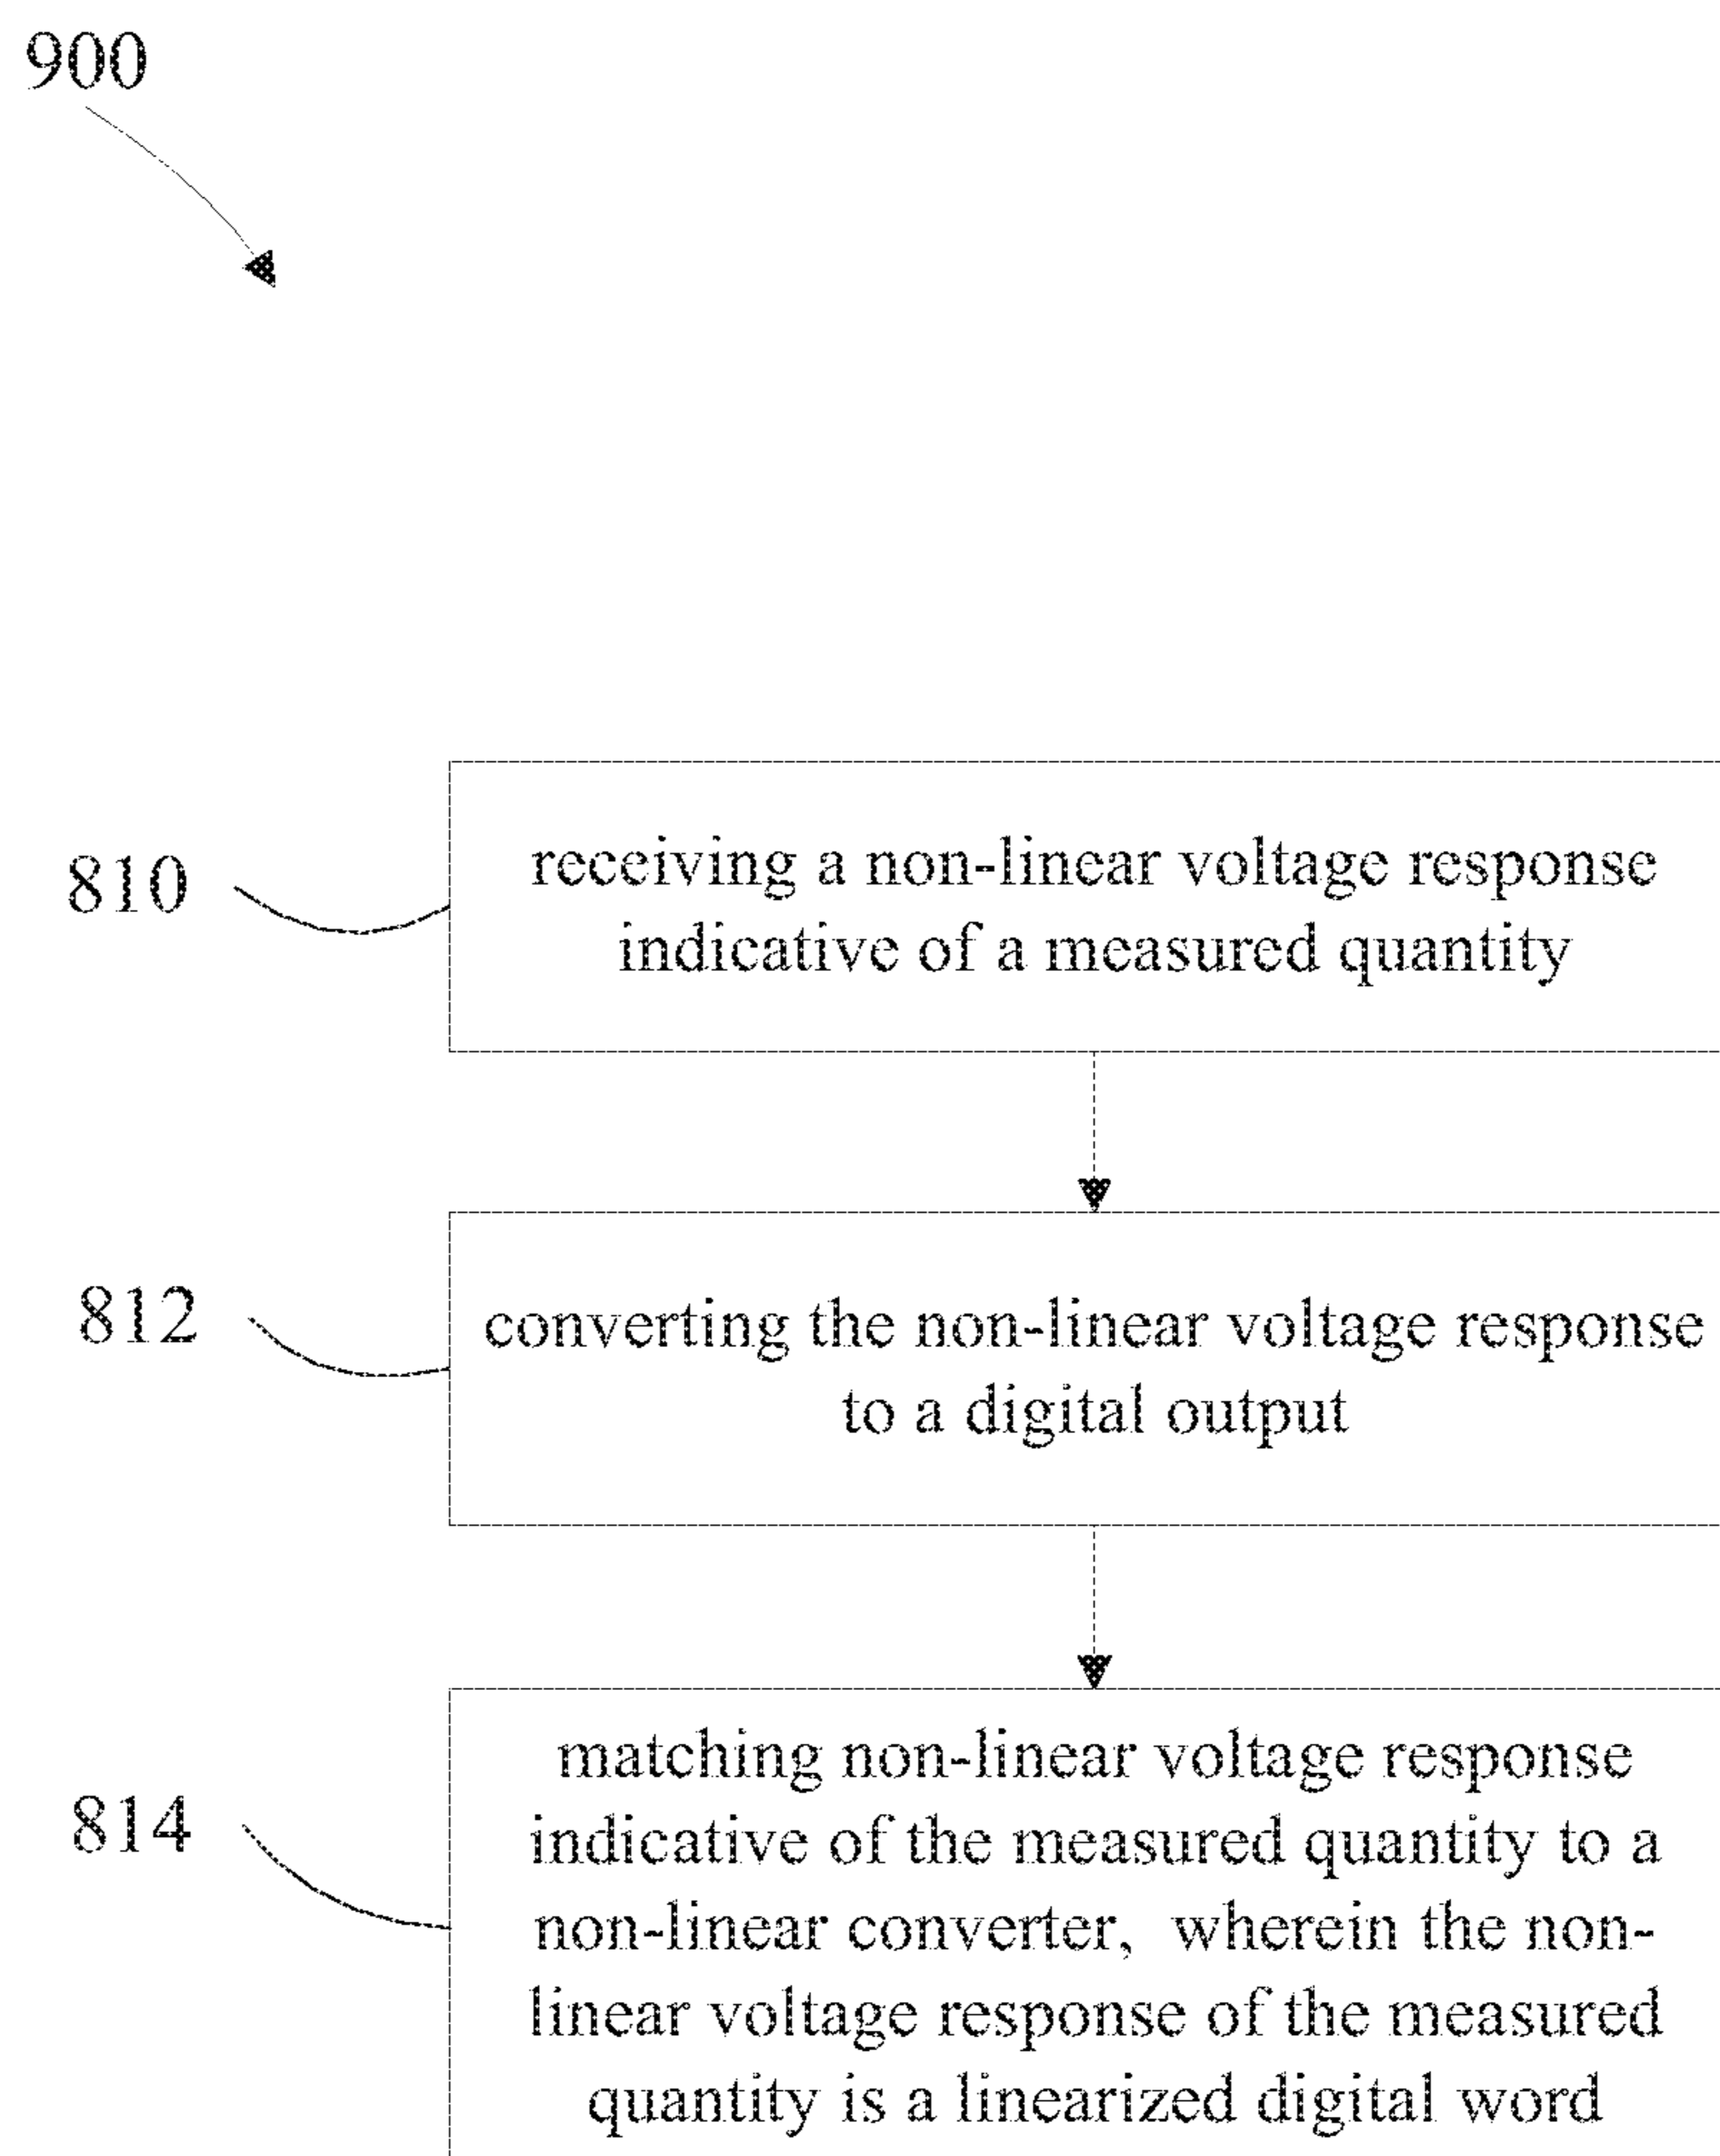 900
810
receiving a non-linear voltage response
indicative of a measured quantity
812
converting the non-linear voltage response
to a digital output
814
matching non-linear voltage response
indicative of the measured quantity to a
non-linear converter, wherein the non-
linear voltage response of the measured
quantity is a linearized digital word